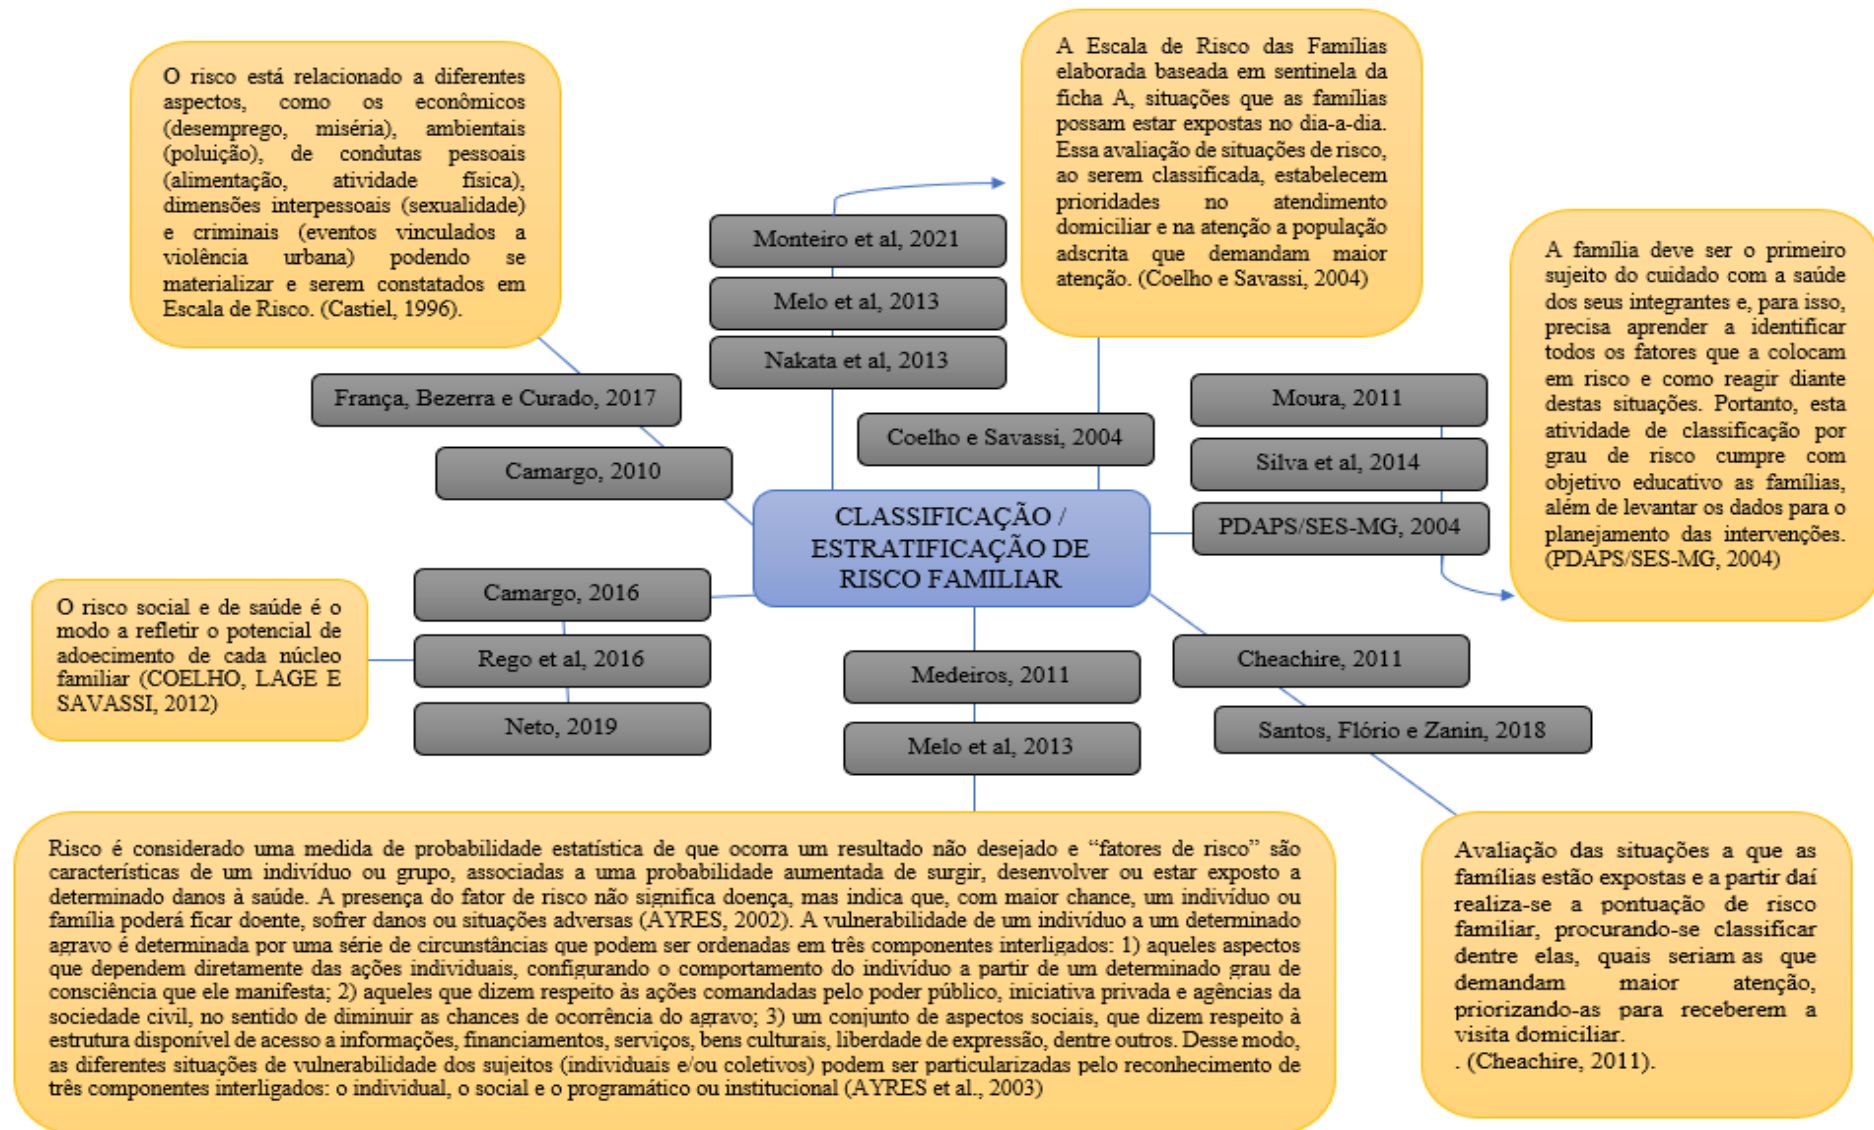 O risco está relacionado a diferentes
aspectos, como os econômicos
(desemprego, miséria), ambientais
(poluição), de condutas pessoais
(alimentação, atividade física),
dimensões interpessoais (sexualidade)
e criminais (eventos vinculados a
violência urbana) podendo se
materializar e serem constatados em
Escala de Risco. (Castiel, 1996).
A Escala de Risco das Famílias
elaborada baseada em sentinela da
ficha A, situações que as famílias
possam estar expostas no dia-a-dia.
Essa avaliação de situações de risco,
ao serem classificada, estabelecem
prioridades no atendimento
domiciliar e na atenção a população
adscrita que demandam maior
atenção. (Coelho e Savassi, 2004)
A família deve ser o primeiro
sujeito do cuidado com a saúde
dos seus integrantes e, para isso,
precisa aprender a identificar
todos os fatores que a colocam
em risco e como reagir diante
destas situações. Portanto, esta
atividade de classificação por
grau de risco cumpre com
objetivo educativo as famílias,
além de levantar os dados para o
planejamento das intervenções.
(PDAPS/SES-MG, 2004)
Monteiro et al, 2021
Melo et al, 2013
Nakata et al, 2013
França, Bezerra e Curado, 2017
Camargo, 2010
Coelho e Savassi, 2004
Moura, 2011
Silva et al, 2014
PDAPS/SES-MG, 2004
CLASSIFICAÇÃO /
ESTRATIFICAÇÃO DE
RISCO FAMILIAR
Camargo, 2016
Rego et al, 2016
Neto, 2019
O risco social e de saúde é o
modo a refletir o potencial de
adoecimento de cada núcleo
familiar (COELHO, LAGE E
SAVASSI, 2012)
Medeiros, 2011
Melo et al, 2013
Cheachire, 2011
Santos, Flório e Zanin, 2018
Risco é considerado uma medida de probabilidade estatística de que ocorra um resultado não desejado e “fatores de risco” são
características de um indivíduo ou grupo, associadas a uma probabilidade aumentada de surgir, desenvolver ou estar exposto a
determinado danos à saúde. A presença do fator de risco não significa doença, mas indica que, com maior chance, um indivíduo ou
família poderá ficar doente, sofrer danos ou situações adversas (AYRES, 2002). A vulnerabilidade de um indivíduo a um determinado
agravo é determinada por uma série de circunstâncias que podem ser ordenadas em três componentes interligados: 1) aqueles aspectos
que dependem diretamente das ações individuais, configurando o comportamento do indivíduo a partir de um determinado grau de
consciência que ele manifesta; 2) aqueles que dizem respeito às ações comandadas pelo poder público, iniciativa privada e agências da
sociedade civil, no sentido de diminuir as chances de ocorrência do agravo; 3) um conjunto de aspectos sociais, que dizem respeito à
estrutura disponível de acesso a informações, financiamentos, serviços, bens culturais, liberdade de expressão, dentre outros. Desse modo,
as diferentes situações de vulnerabilidade dos sujeitos (individuais e/ou coletivos) podem ser particularizadas pelo reconhecimento de
três componentes interligados: o individual, o social e o programático ou institucional (AYRES et al., 2003)
Avaliação das situações a que as
famílias estão expostas e a partir daí
realiza-se a pontuação de risco
familiar, procurando-se classificar
dentre elas, quais seriam as que
demandam maior atenção,
priorizando-as para receberem a
visita domiciliar.
. (Cheachire, 2011).